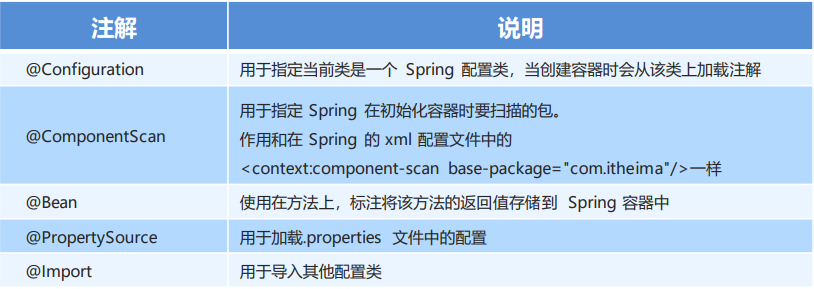 注解 说明
@Configuration 用于指定当前类是一个 Spring 配置类，当创建容器时会从该类上加载注解
用于指定 Spring 在初始化容器时要扫描的包。
@ComponentScan 作用和在 Spring 的 xml 配置文件中的
<context:component-scan base-package="com.itheima"/>一样
@Bean 使用在方法上，标注将该方法的返回值存储到 Spring 容器中
@PropertySource 用于加载.properties 文件中的配置
@Import 用于导入其他配置类